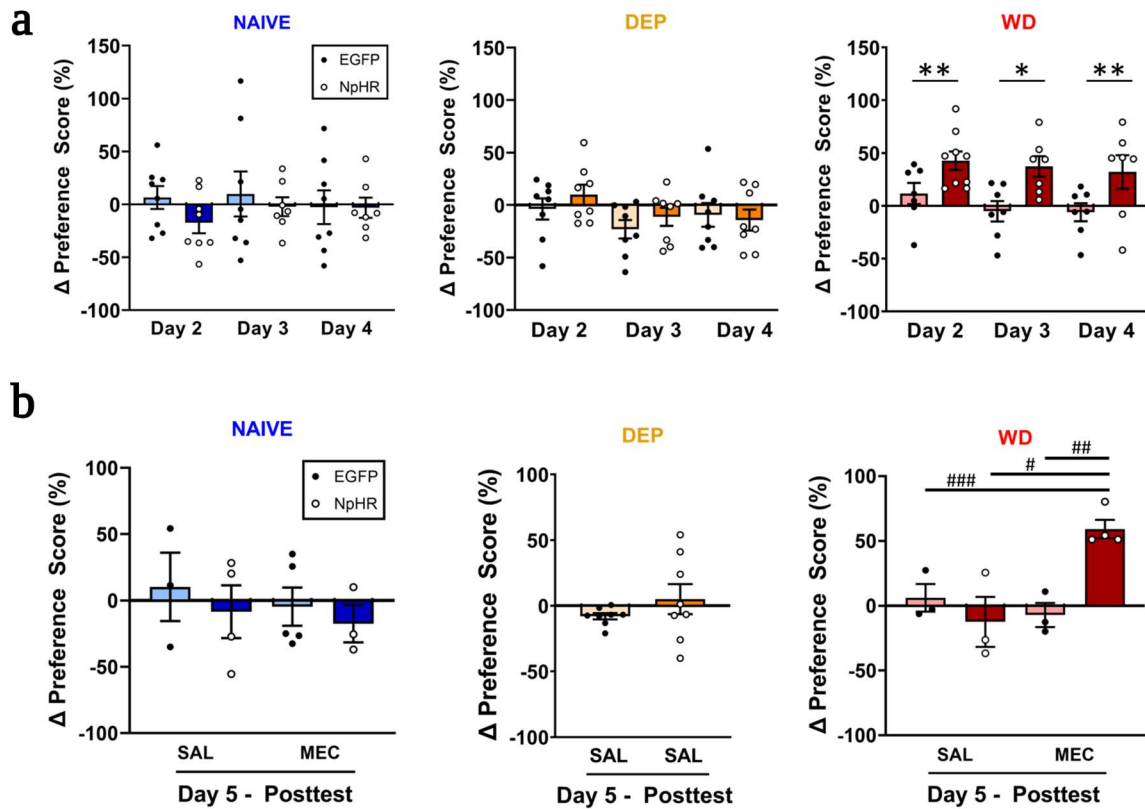 a
NAIVE
DEP
WD
EGFP
NpHR
Δ Preference Score (%)
150
100
50
0
-50
-100
Day 2
Day 3
Day 4
Δ Preference Score (%)
150
100
50
0
-50
-100
Day 2
Day 3
Day 4
Δ Preference Score (%)
150
100
50
0
-50
-100
**
*
**
Day 2
Day 3
Day 4
b
NAIVE
DEP
WD
EGFP
NpHR
Δ Preference Score (%)
100
50
0
-50
-100
SAL
MEC
Day 5 - Posttest
Δ Preference Score (%)
100
50
0
-50
-100
SAL
SAL
Day 5 - Posttest
Δ Preference Score (%)
100
50
0
-50
-100
##
#
###
SAL
MEC
Day 5 - Posttest